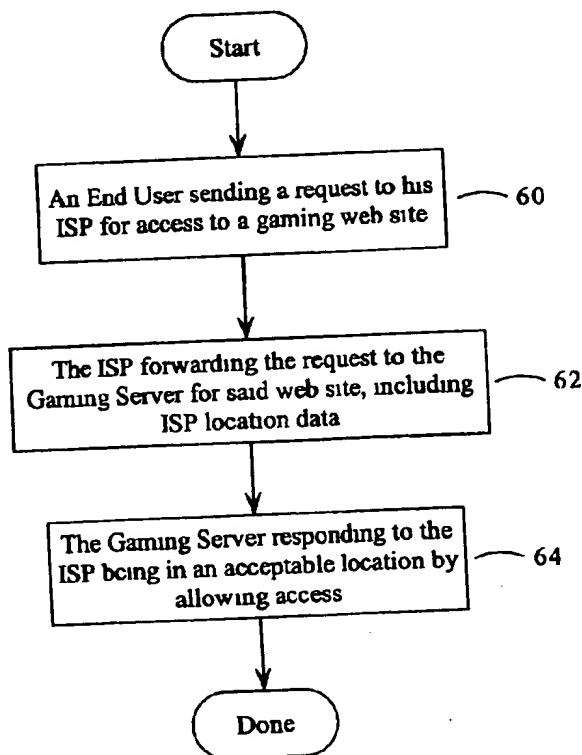 Start
An End User sending a request to his
ISP for access to a gaming web site
60
The ISP forwarding the request to the
Gaming Server for said web site, including
ISP location data
62
The Gaming Server responding to the
ISP being in an acceptable location by
allowing access
64
Done